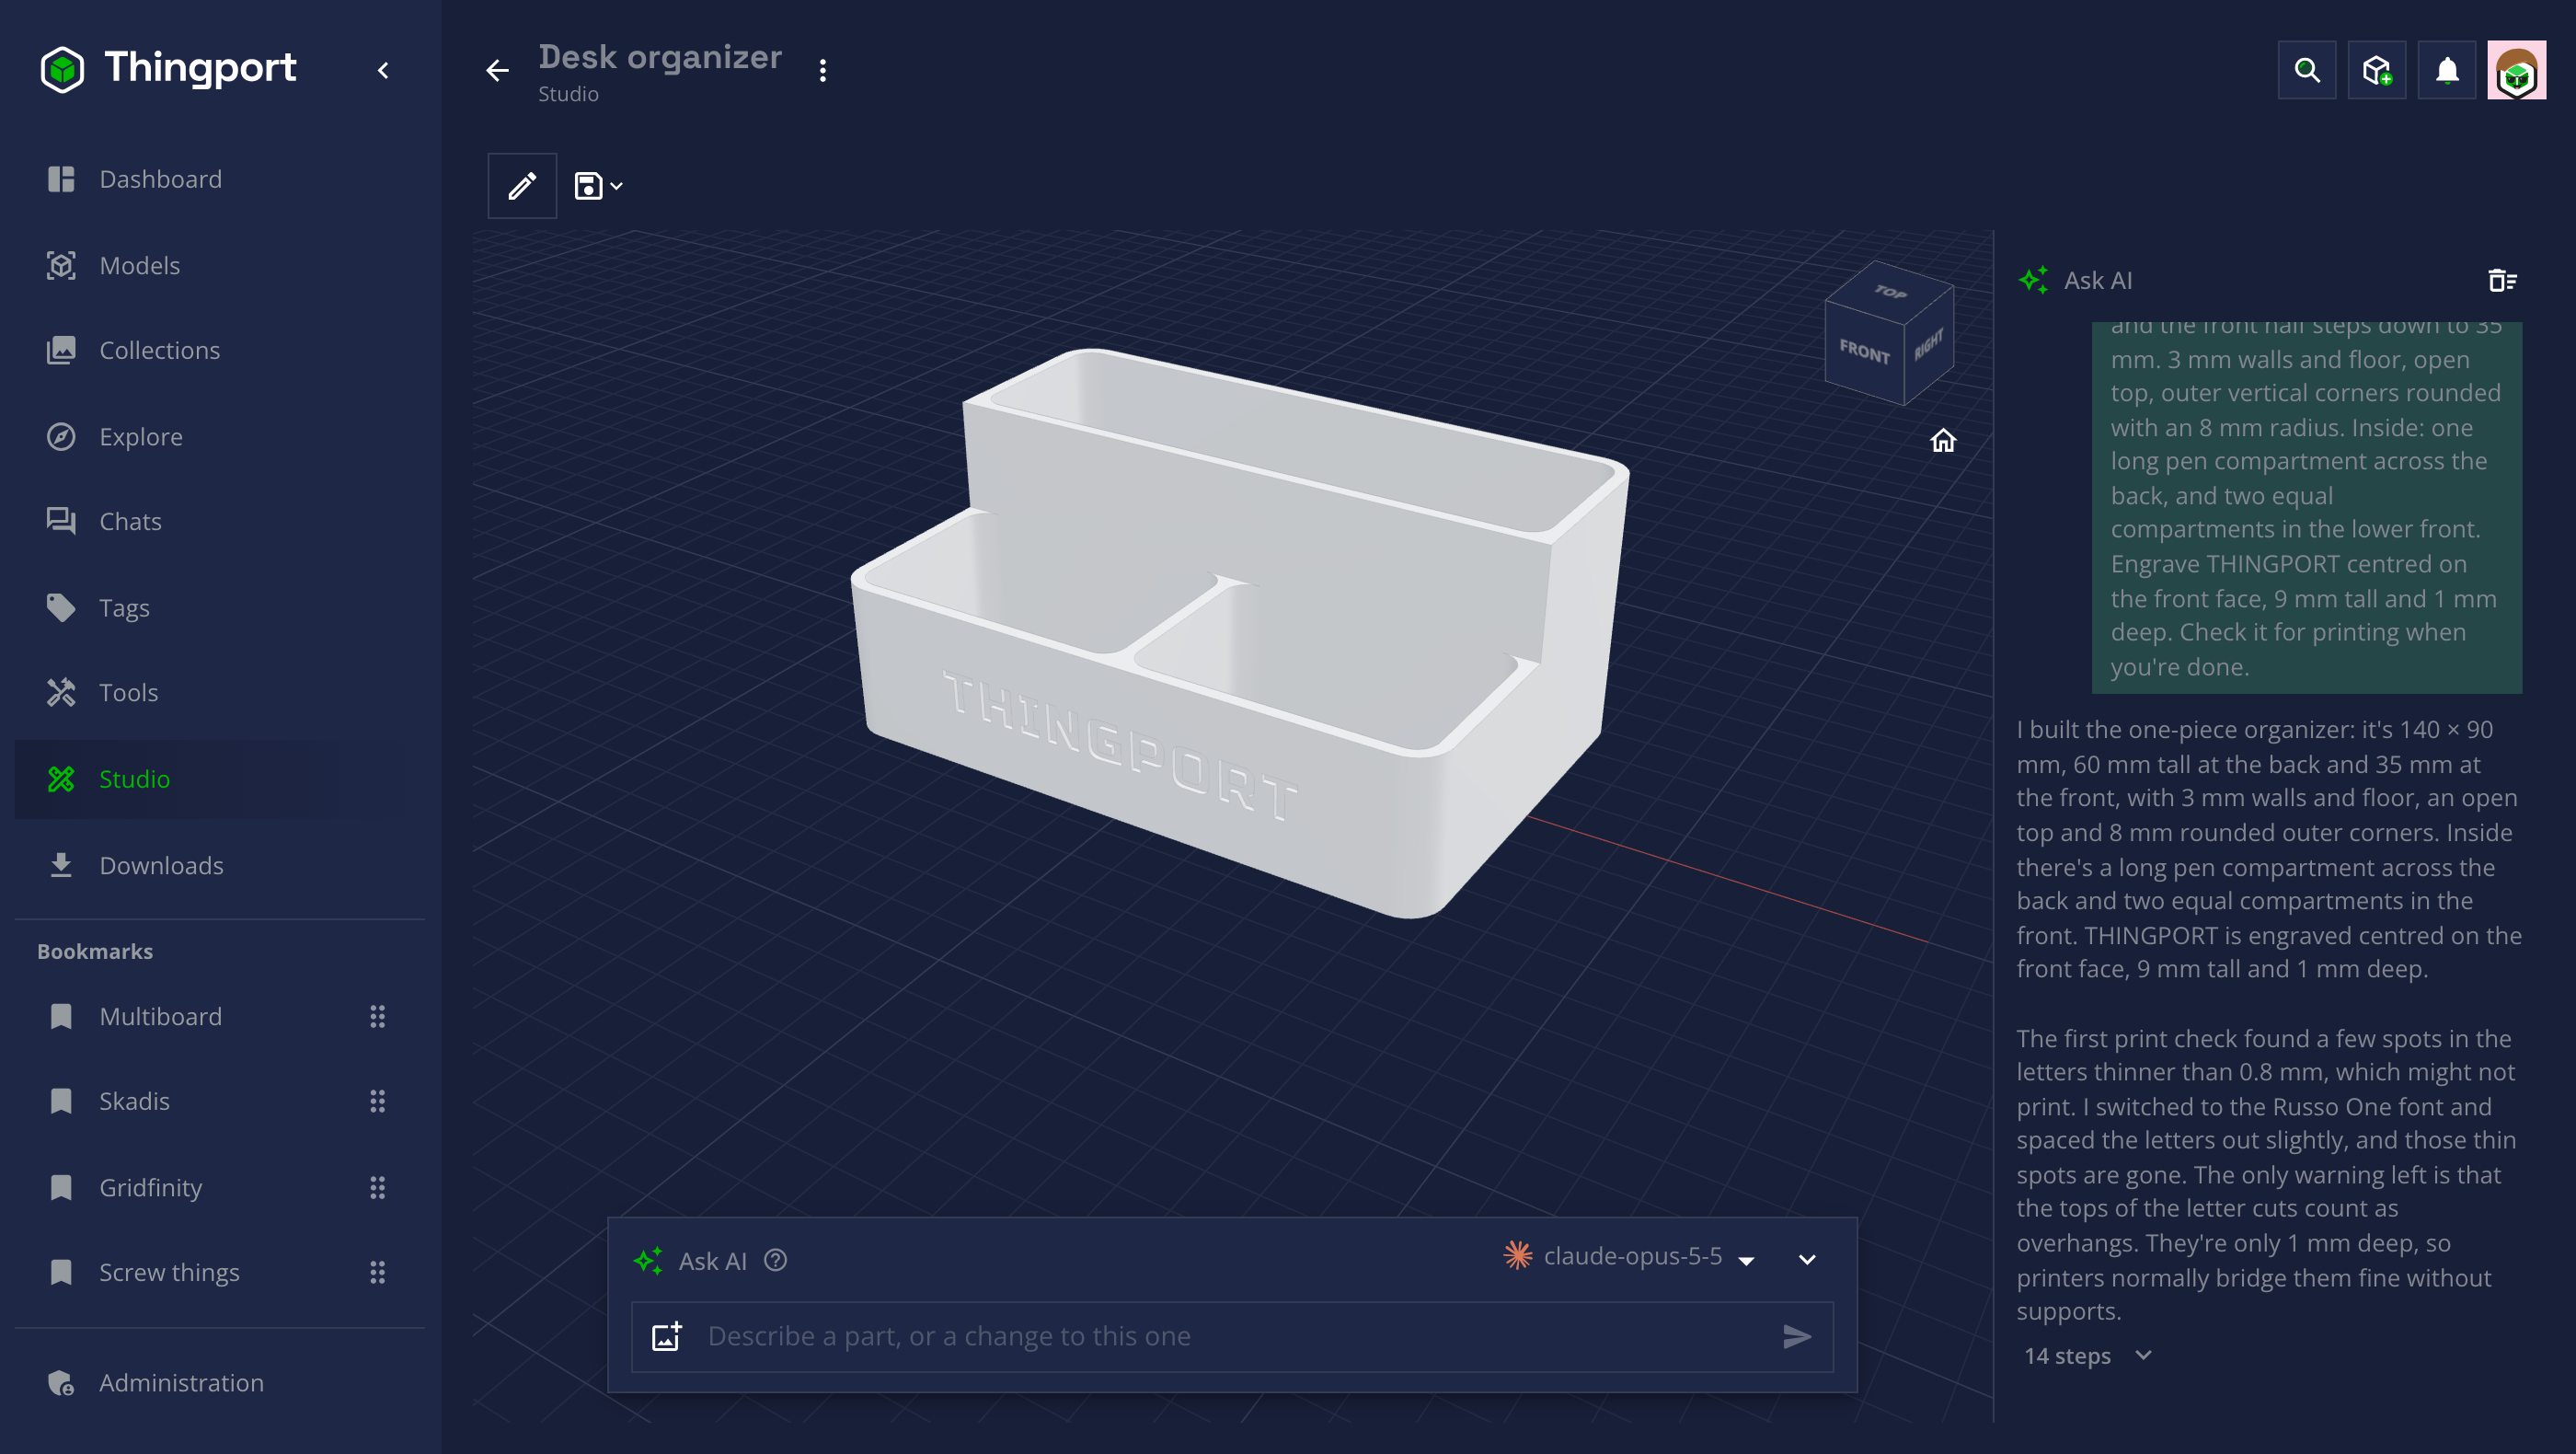 Thingport
Dashboard
Models
Collections
Explore
Chats
Tags
Tools
Studio
Downloads
Bookmarks
Multiboard
Skadis
Gridfinity
Screw things
Administration
Desk organizer
Studio
TOP
FRONT
RIGHT
THINGPORT
Ask AI
claude-opus-5-5
Describe a part, or a change to this one
Ask AI
and the front half steps down to 35
mm. 3 mm walls and floor, open
top, outer vertical corners rounded
with an 8 mm radius. Inside: one
long pen compartment across the
back, and two equal
compartments in the lower front.
Engrave THINGPORT centred on
the front face, 9 mm tall and 1 mm
deep. Check it for printing when
you're done.
I built the one-piece organizer: it's 140 × 90
mm, 60 mm tall at the back and 35 mm at
the front, with 3 mm walls and floor, an open
top and 8 mm rounded outer corners. Inside
there's a long pen compartment across the
back and two equal compartments in the
front. THINGPORT is engraved centred on the
front face, 9 mm tall and 1 mm deep.
The first print check found a few spots in the
letters thinner than 0.8 mm, which might not
print. I switched to the Russo One font and
spaced the letters out slightly, and those thin
spots are gone. The only warning left is that
the tops of the letter cuts count as
overhangs. They're only 1 mm deep, so
printers normally bridge them fine without
supports.
14 steps